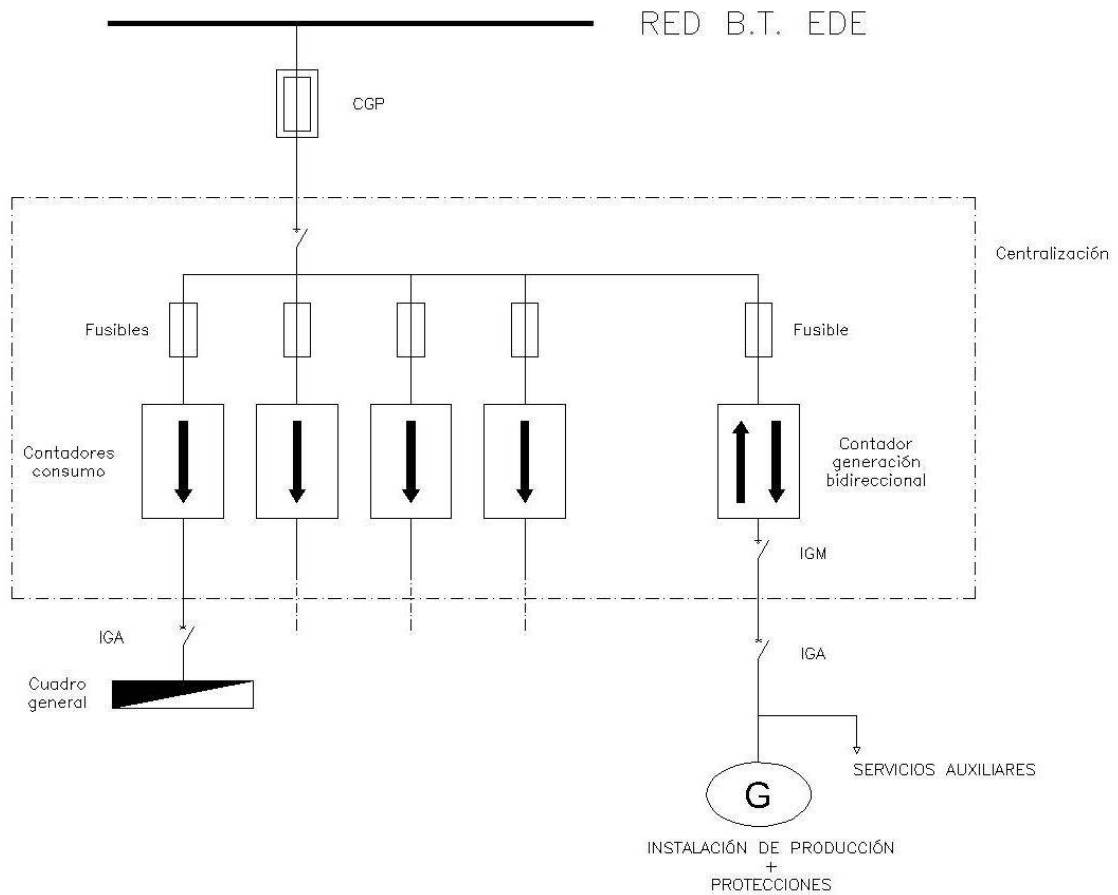 RED B.T. EDE
CGP
Centralización
Fusibles
Fusible
Contadores
consumo
Contador
generación
bidireccional
IGM
IGA
IGA
Cuadro
general
SERVICIOS AUXILIARES
G
INSTALACIÓN DE PRODUCCIÓN
+
PROTECCIONES